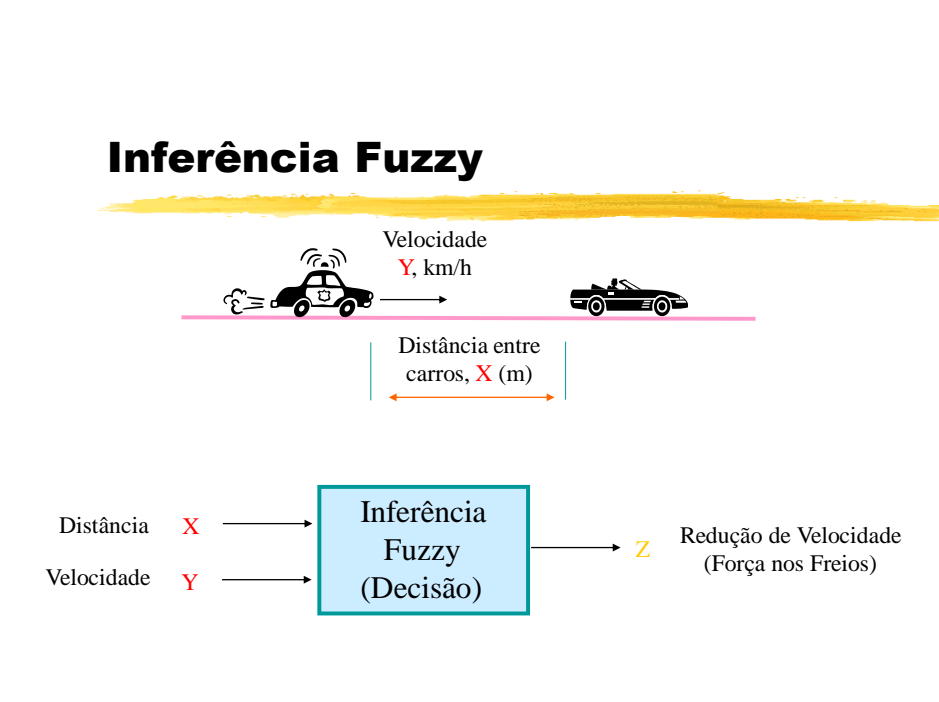 Inferência Fuzzy
Velocidade
Y, km/h
Distância entre
carros, X (m)
Distância X
Velocidade Y
Inferência
Fuzzy
(Decisão)
Z
Redução de Velocidade
(Força nos Freios)